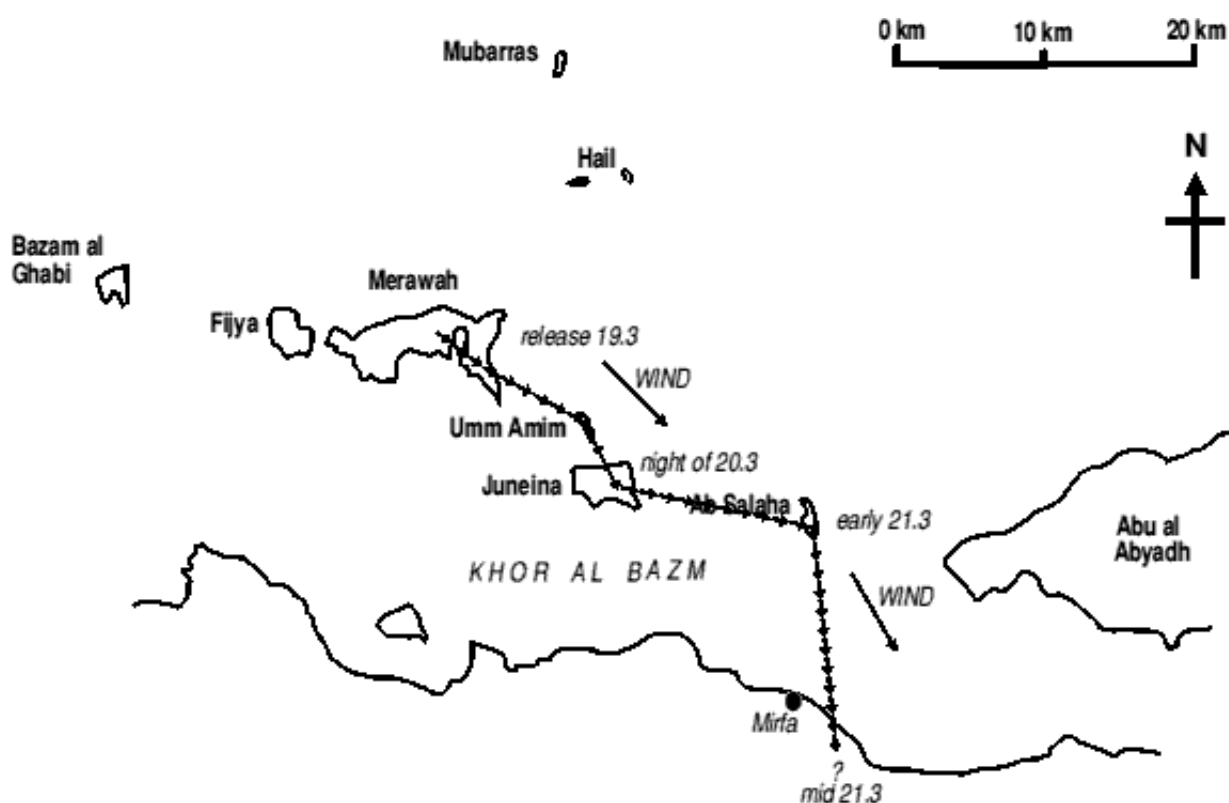 0 km 10 km 20 km
Mubarras
Hail
N
Bazam al
Ghabi
Merawah
Fijya
release 19.3
WIND
Umm Amim
night of 20.3
Juneina
Ab Salaha
early 21.3
Abu al
Abyadh
KHOR AL BAZM
WIND
Mirfa
?
mid 21.3